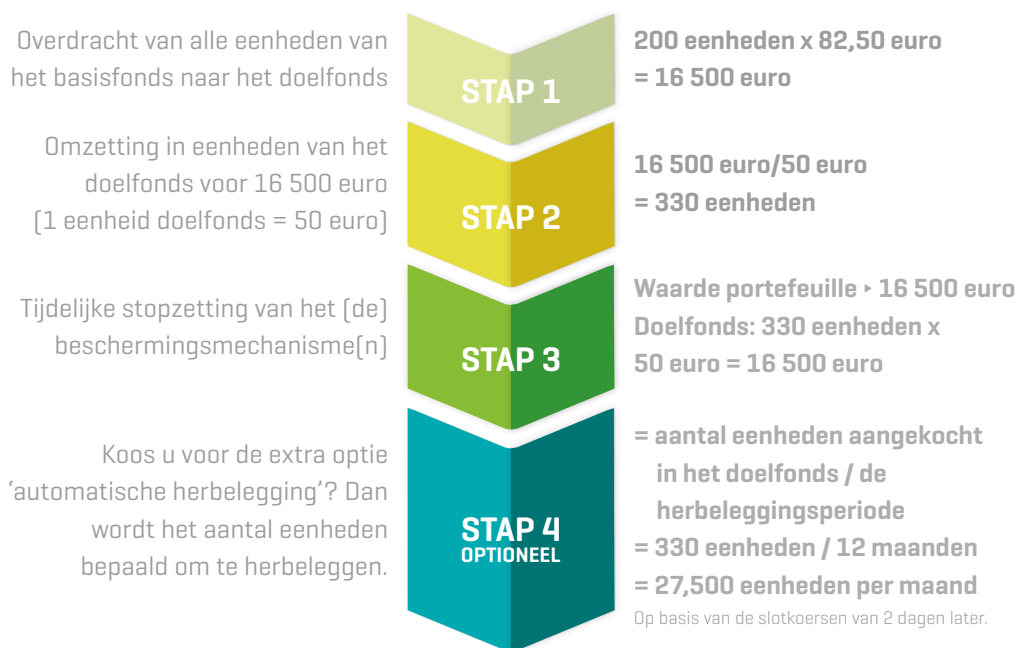 Overdracht van alle eenheden van
het basisfonds naar het doelfonds
STAP 1
200 eenheden x 82,50 euro
= 16 500 euro
Omzetting in eenheden van het
doelfonds voor 16 500 euro
(1 eenheid doelfonds = 50 euro)
STAP 2
16 500 euro/50 euro
= 330 eenheden
Tijdelijke stopzetting van het (de)
beschermingsmechanisme(n)
STAP 3
Waarde portefeuille ▸ 16 500 euro
Doelfonds: 330 eenheden x
50 euro = 16 500 euro
Koos u voor de extra optie
'automatische herbelegging'? Dan
wordt het aantal eenheden
bepaald om te herbeleggen.
STAP 4
OPTIONEEL
= aantal eenheden aangekocht
in het doelfonds / de
herbeleggingsperiode
= 330 eenheden / 12 maanden
= 27,500 eenheden per maand
Op basis van de slotkoersen van 2 dagen later.